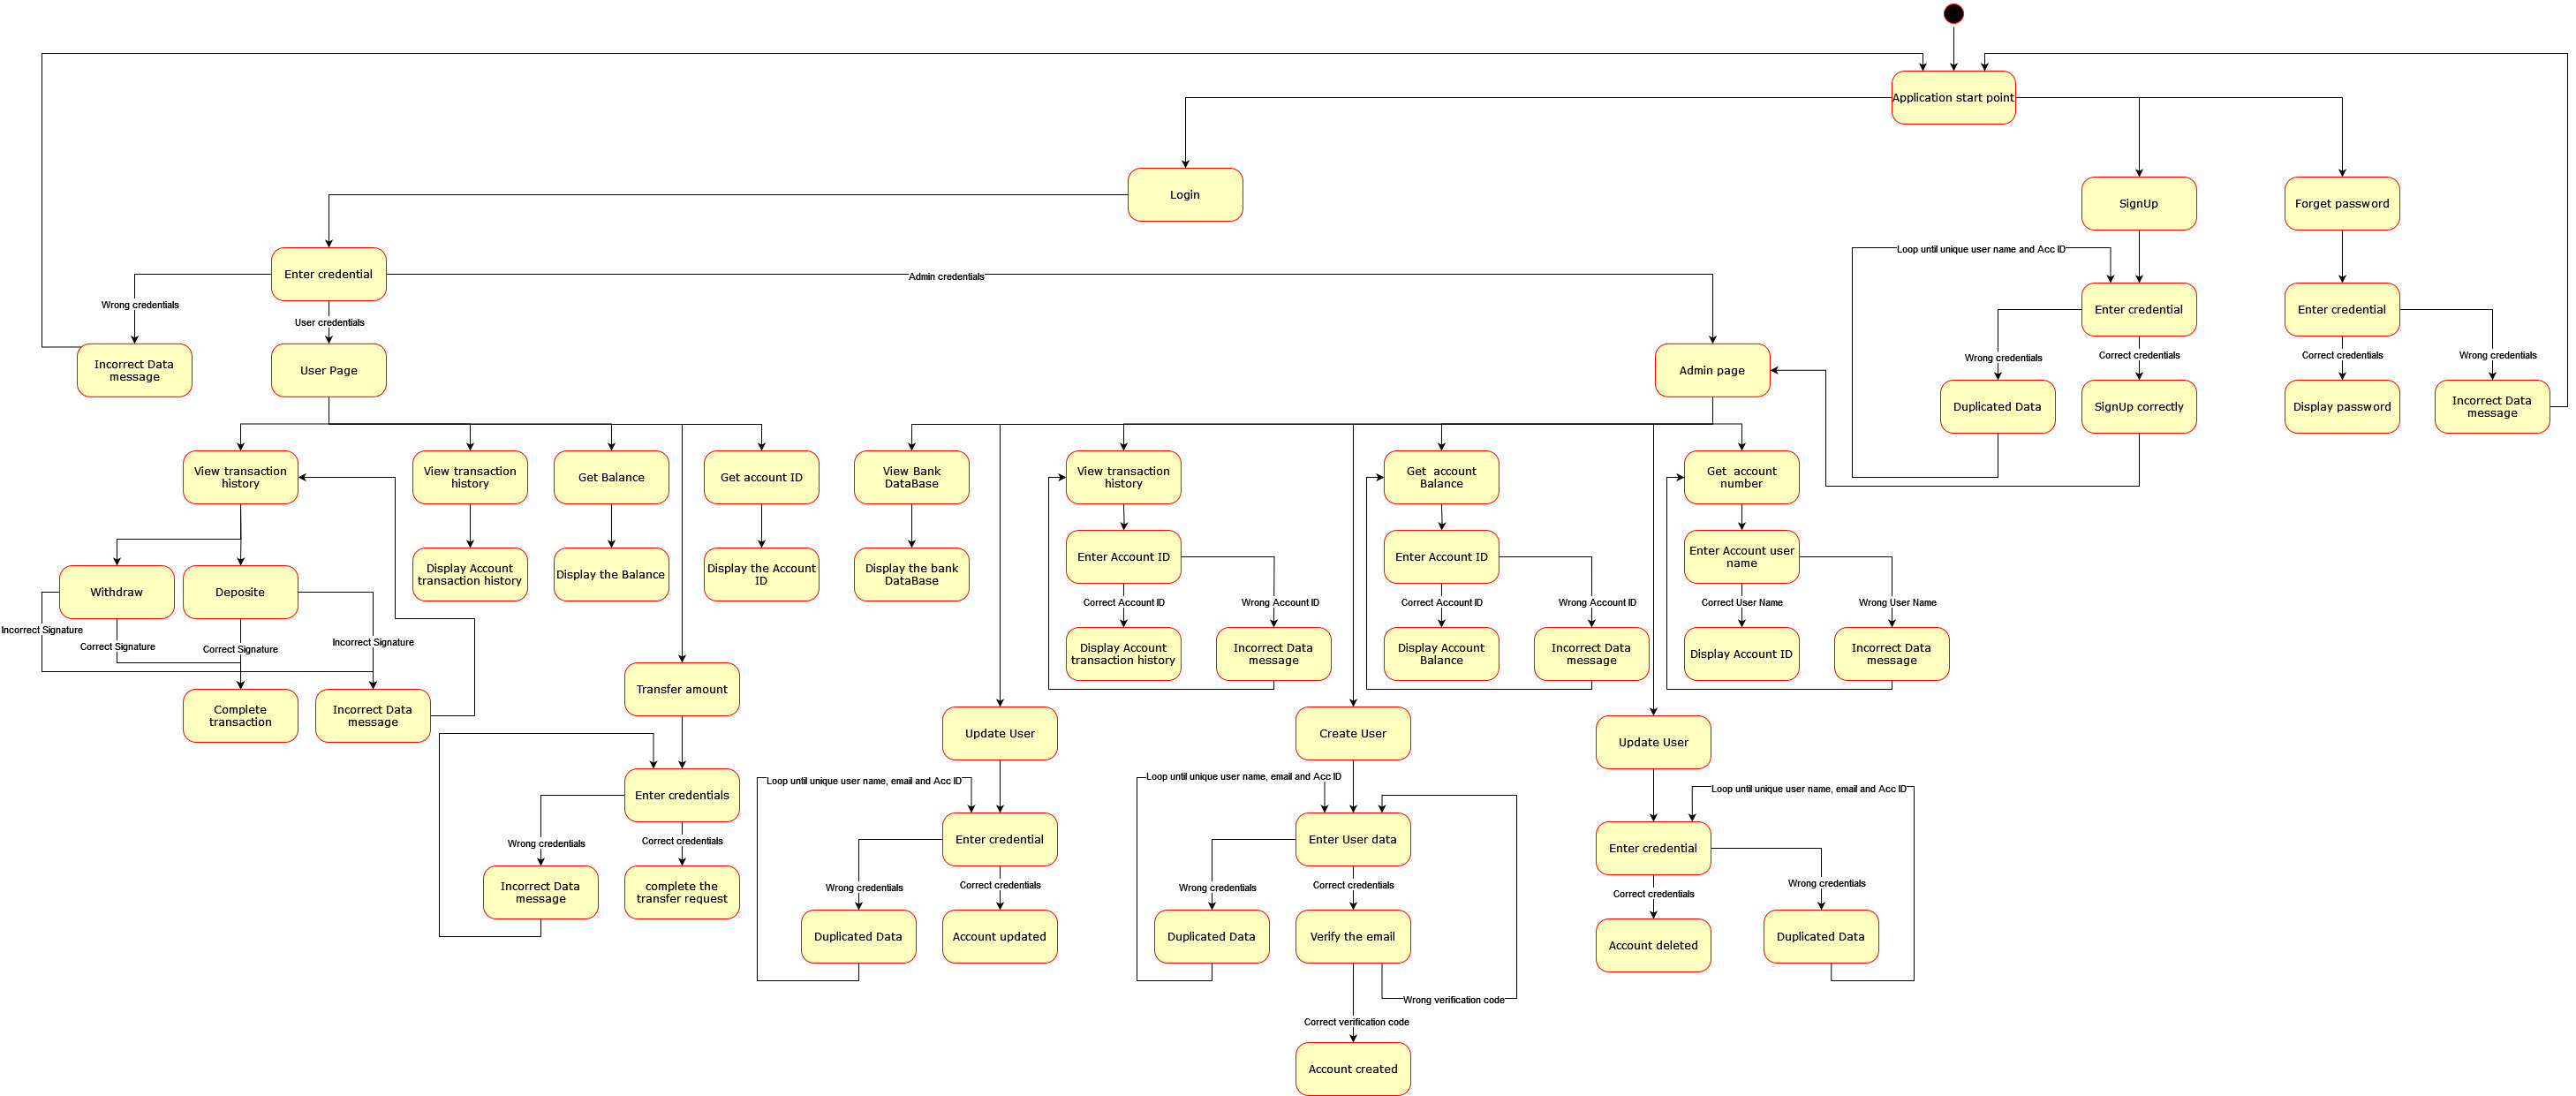 Application start point
Login
SignUp
Forget password
Loop until unique user name and Acc ID
Enter credential
Admin credentials
Wrong credentials
User credentials
Enter credential
Enter credential
Incorrect Data
message
User Page
Admin page
Wrong credentials
Correct credentials
Correct credentials
Wrong credentials
Duplicated Data
SignUp correctly
Display password
Incorrect Data
message
View transaction
history
View transaction
history
Get Balance
Get account ID
View Bank
DataBase
View transaction
history
Get  account
Balance
Get  account
number
Withdraw
Deposite
Display Account
transaction history
Display the Balance
Display the Account
ID
Display the bank
DataBase
Enter Account ID
Enter Account ID
Enter Account user
name
Correct Account ID
Wrong Account ID
Correct Account ID
Wrong Account ID
Correct User Name
Wrong User Name
Incorrect Signature
Correct Signature
Correct Signature
Incorrect Signature
Display Account
transaction history
Incorrect Data
message
Display Account
Balance
Incorrect Data
message
Display Account ID
Incorrect Data
message
Complete
transaction
Incorrect Data
message
Transfer amount
Update User
Create User
Update User
Enter credentials
Loop until unique user name, email and Acc ID
Loop until unique user name, email and Acc ID
Loop until unique user name, email and Acc ID
Wrong credentials
Correct credentials
Enter credential
Enter User data
Enter credential
Incorrect Data
message
complete the
transfer request
Wrong credentials
Correct credentials
Wrong credentials
Correct credentials
Correct credentials
Wrong credentials
Duplicated Data
Account updated
Duplicated Data
Verify the email
Account deleted
Duplicated Data
Wrong verification code
Correct verification code
Account created